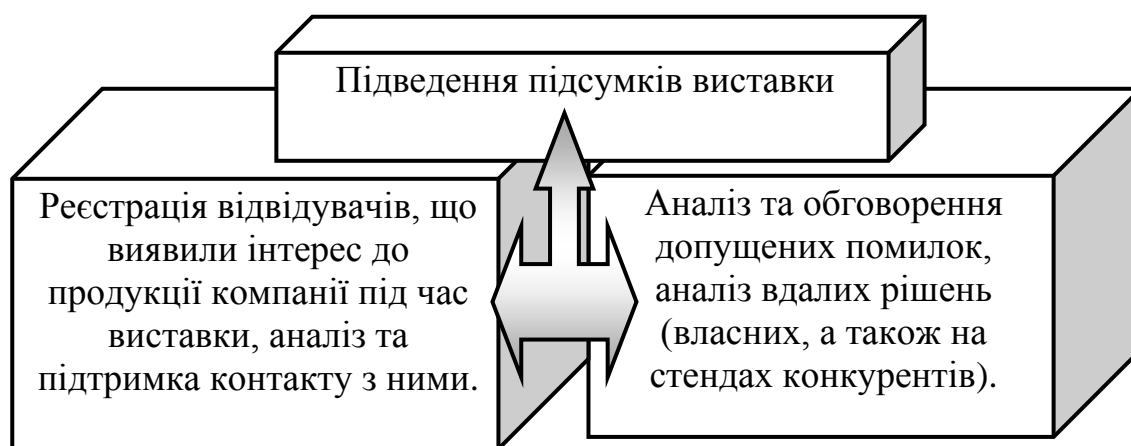 Підведення підсумків виставки
Реєстрація відвідувачів, що
виявили інтерес до
продукції компанії під час
виставки, аналіз та
підтримка контакту з ними.
Аналіз та обговорення
допущених помилок,
аналіз вдалих рішень
(власних, а також на
стендах конкурентів).